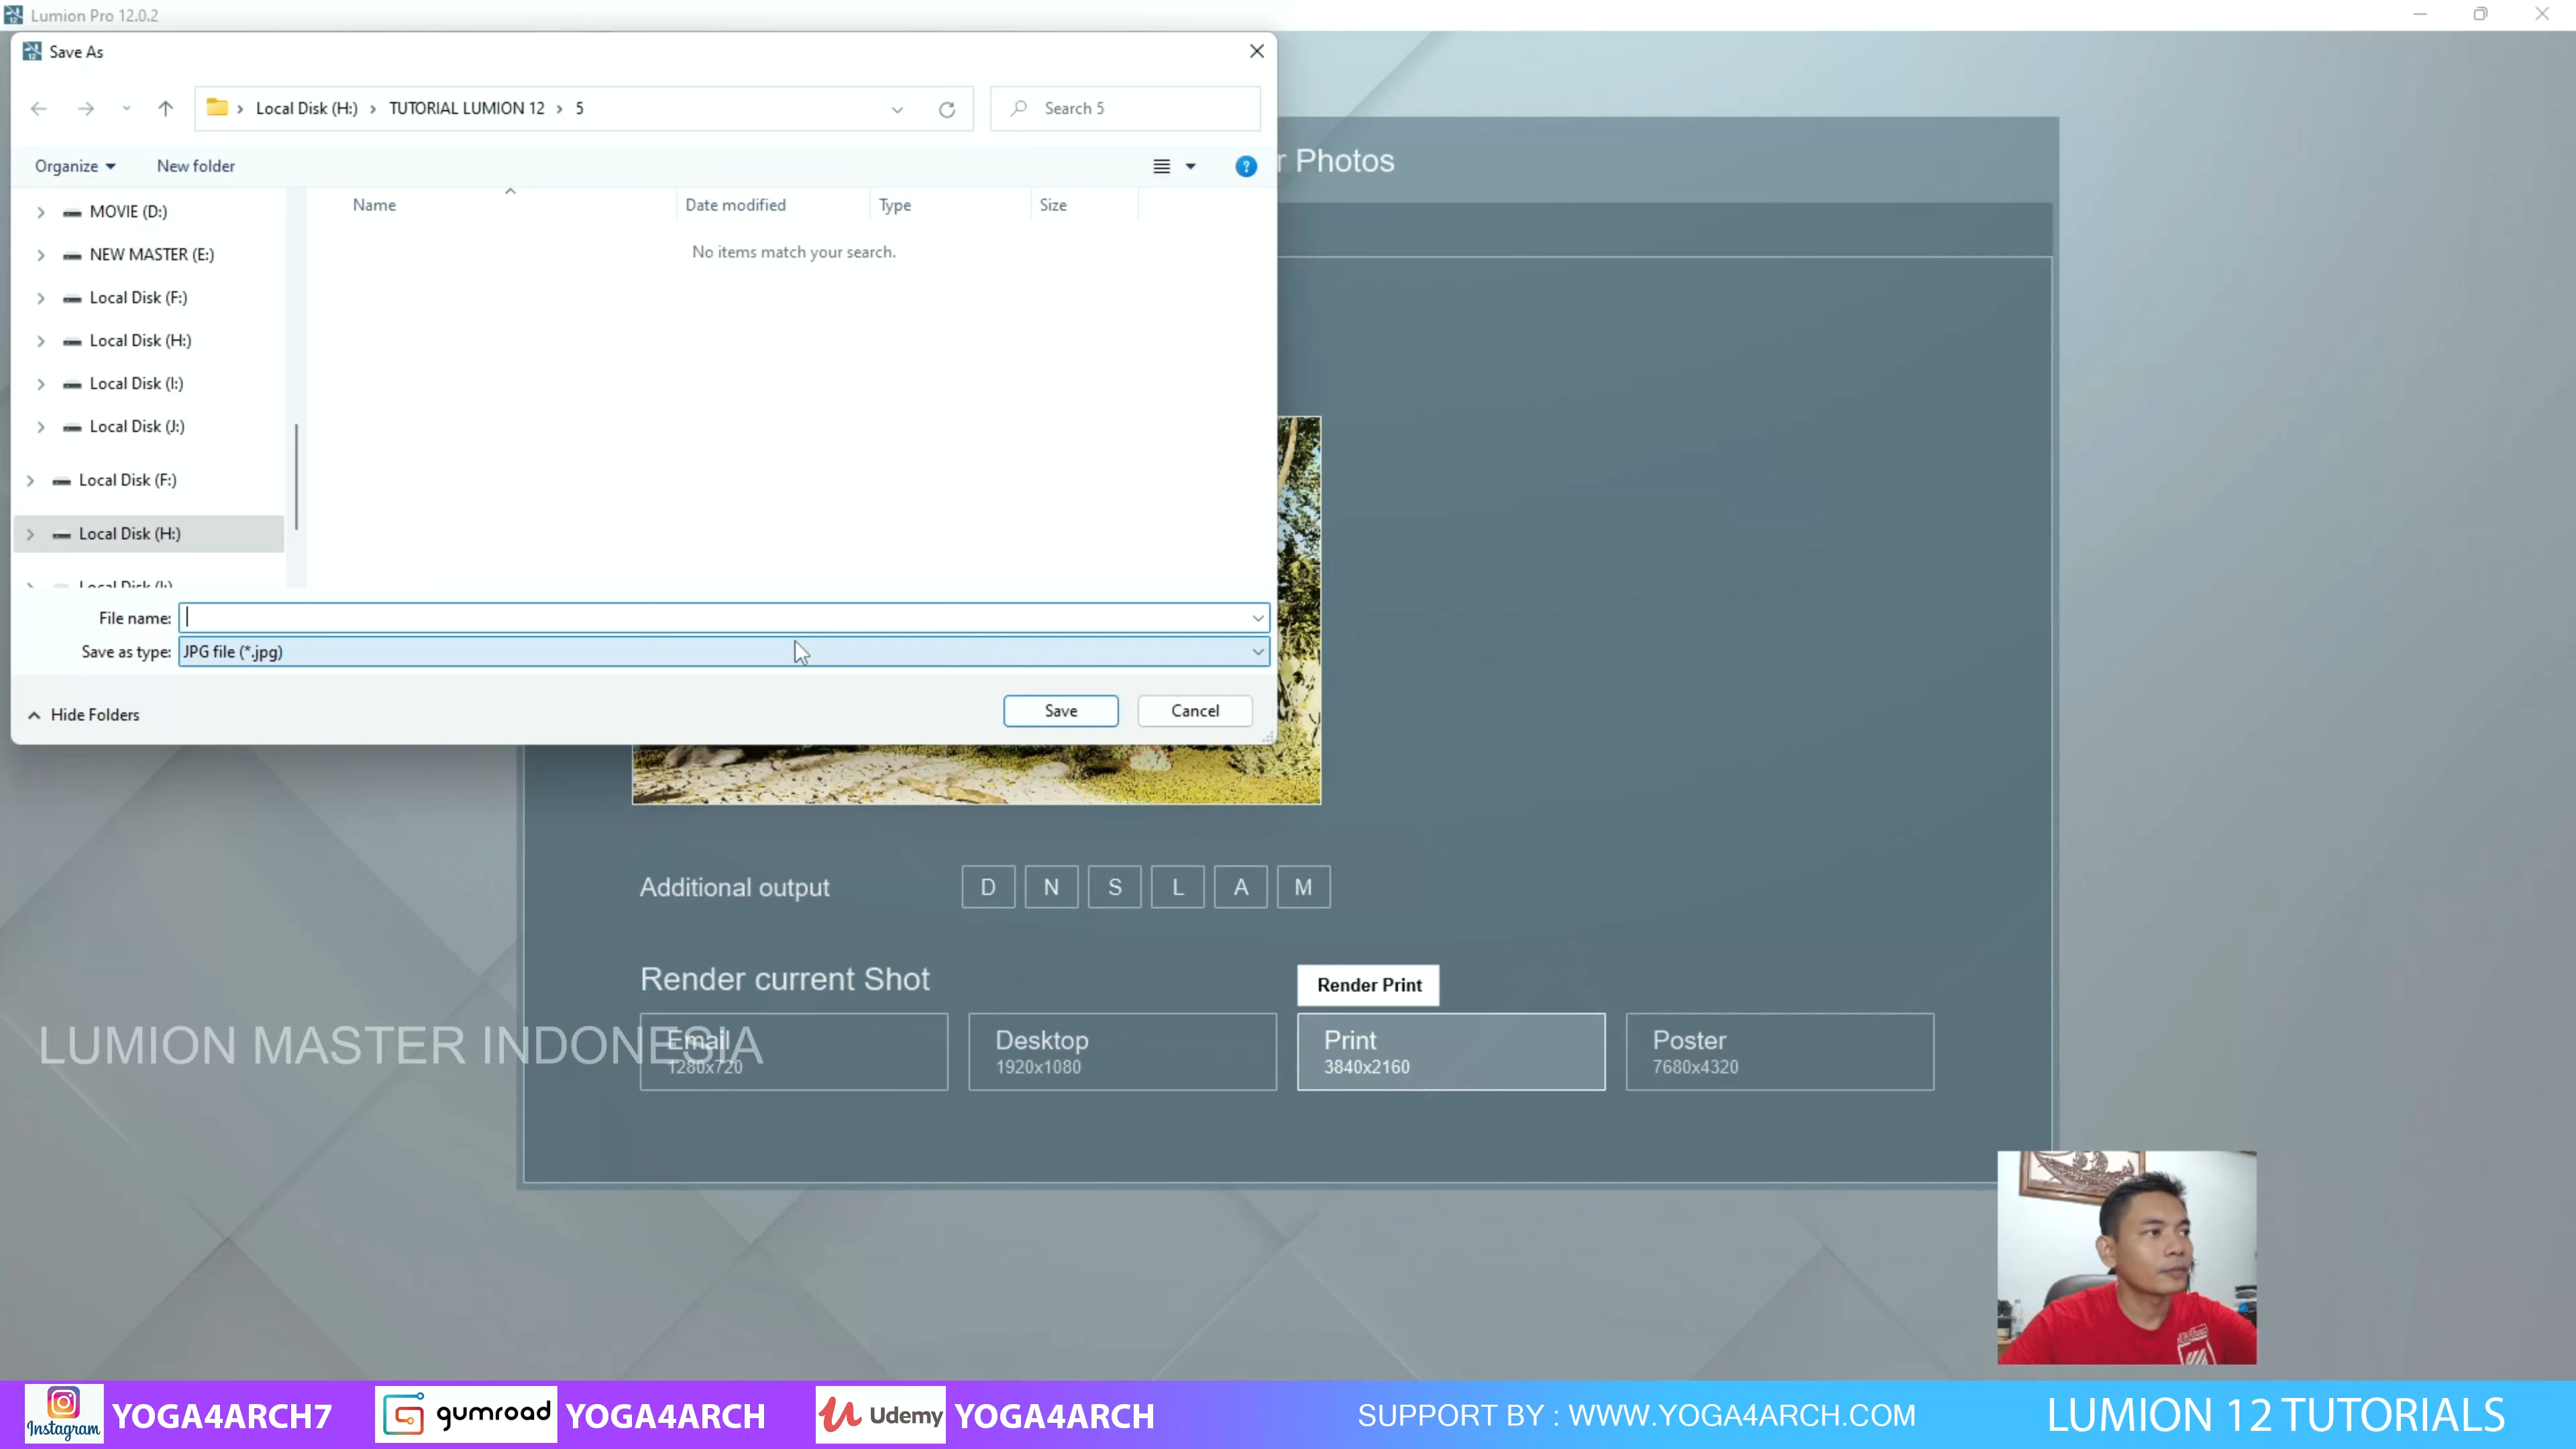 Lumion Pro 12.0.2
Save As
Local Disk (H:) > TUTORIAL LUMION 12 > 5
Search 5
Organize
New folder
Name
Date modified
Type
Size
No items match your search.
MOVIE (D:)
NEW MASTER (E:)
Local Disk (F:)
Local Disk (H:)
Local Disk (I:)
Local Disk (J:)
Local Disk (F:)
Local Disk (H:)
Local Disk (I:)
File name:
Save as type: JPG file (*.jpg)
Hide Folders
Save
Cancel
r Photos
Additional output
D N S L A M
Render current Shot
Render Print
Email
1280x720
Desktop
1920x1080
Print
3840x2160
Poster
7680x4320
LUMION MASTER INDONESIA
Instagram
YOGA4ARCH7
gumroad
YOGA4ARCH
Udemy
YOGA4ARCH
SUPPORT BY : WWW.YOGA4ARCH.COM
LUMION 12 TUTORIALS